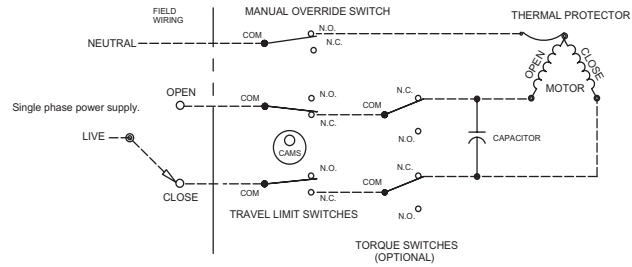 FIELD
WIRING
MANUAL OVERRIDE SWITCH
THERMAL PROTECTOR
NEUTRAL
COM
N.O.
N.C.
OPEN
CLOSE
MOTOR
Single phase power supply.
OPEN
COM
N.O.
N.C.
COM
N.C.
N.O.
LIVE
CAMS
CAPACITOR
CLOSE
COM
N.O.
N.C.
COM
N.C.
N.O.
TRAVEL LIMIT SWITCHES
TORQUE SWITCHES
(OPTIONAL)